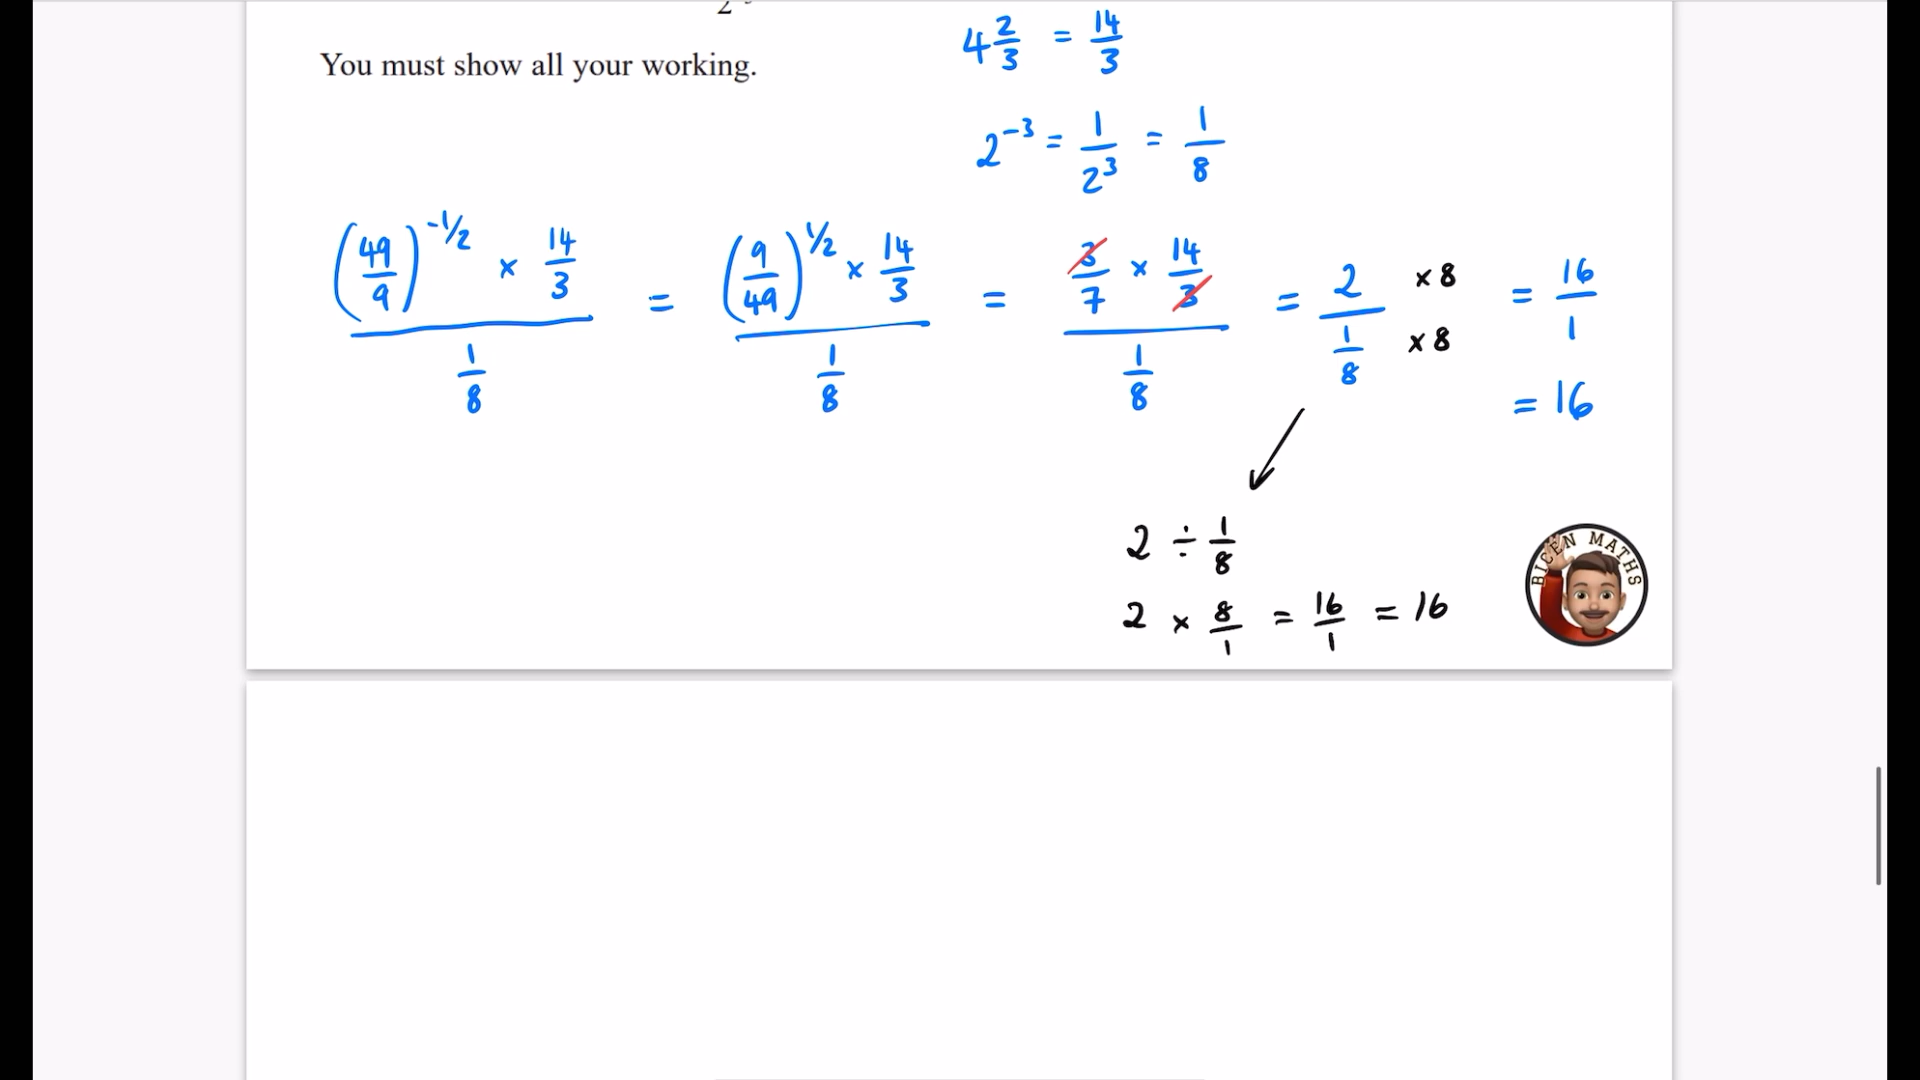 4 2/3 = 14/3
You must show all your working.
2^-3 = 1/2^3 = 1/8
((49/9)^-1/2 × 14/3)/(1/8) = ((9/49)^1/2 × 14/3)/(1/8) = (3/7 × 14/3)/(1/8) = 2/(1/8) ×8 ×8 = 16/1
= 16
2 ÷ 1/8
2 × 8/1 = 16/1 = 16
BICEN MATHS